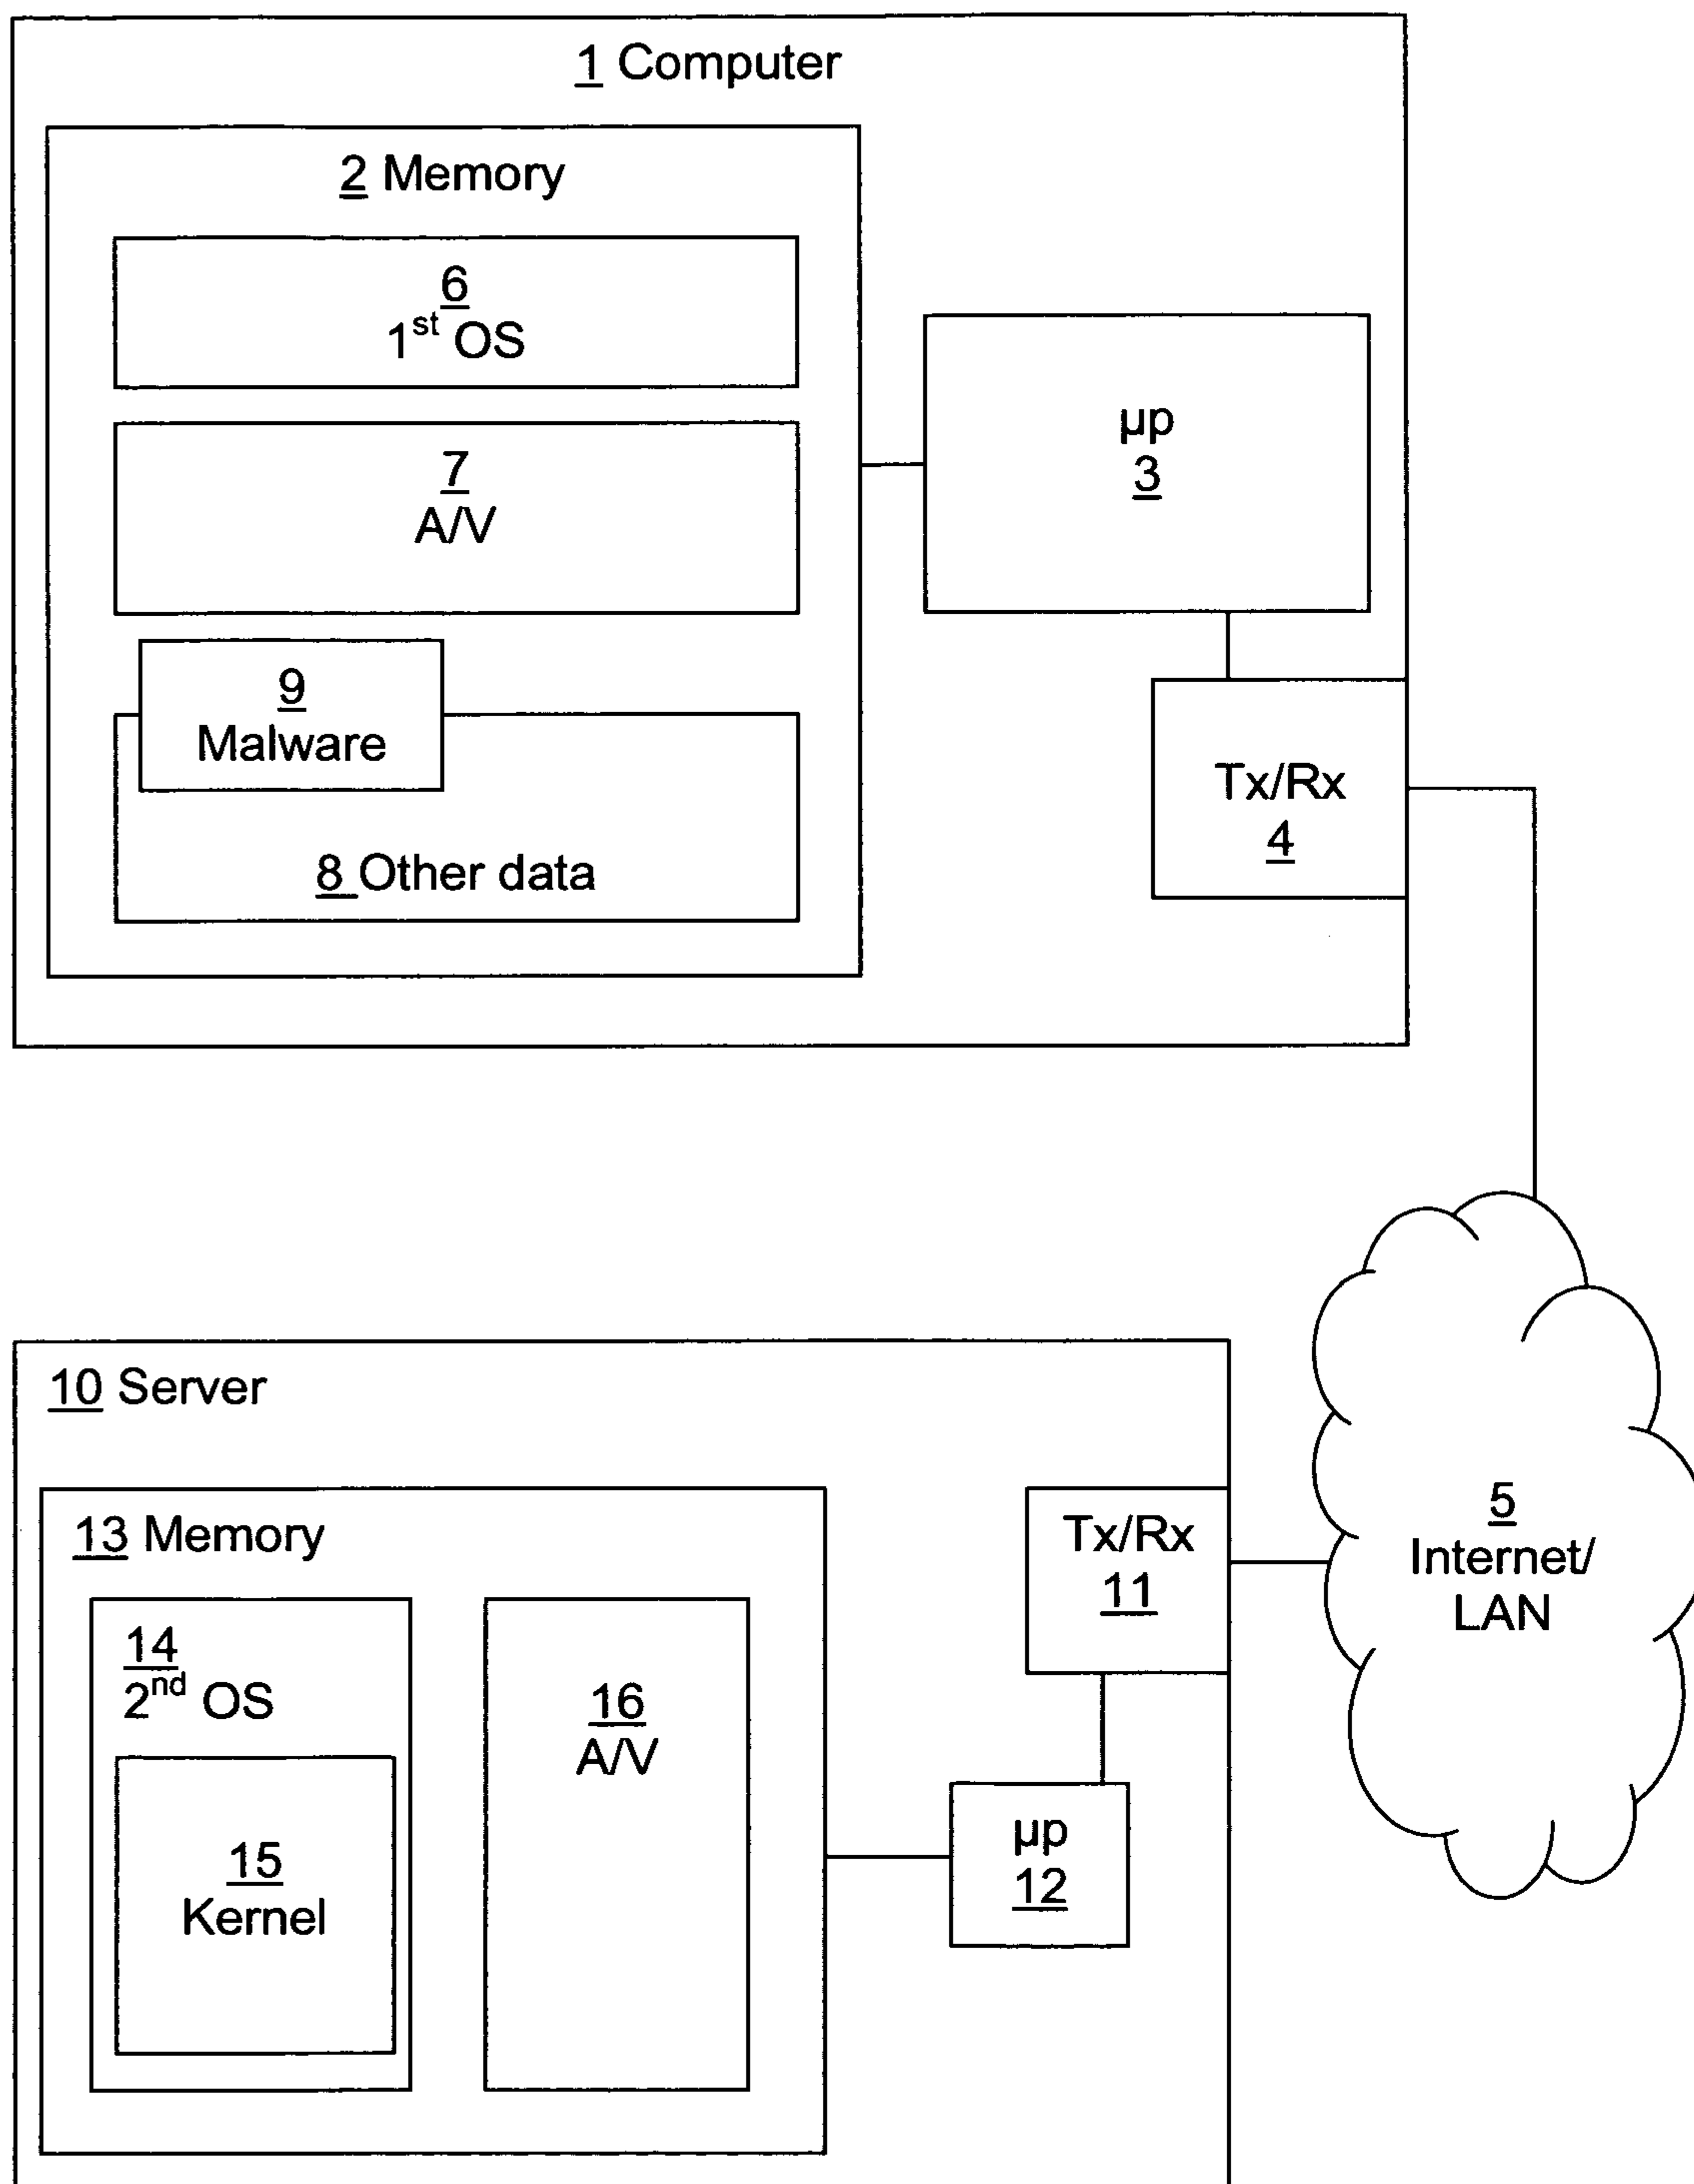 1 Computer
2 Memory
6
1st OS
7
A/V
9
Malware
8 Other data
µp
3
Tx/Rx
4
5
Internet/
LAN
10 Server
13 Memory
14
2nd OS
15
Kernel
16
A/V
Tx/Rx
11
µp
12